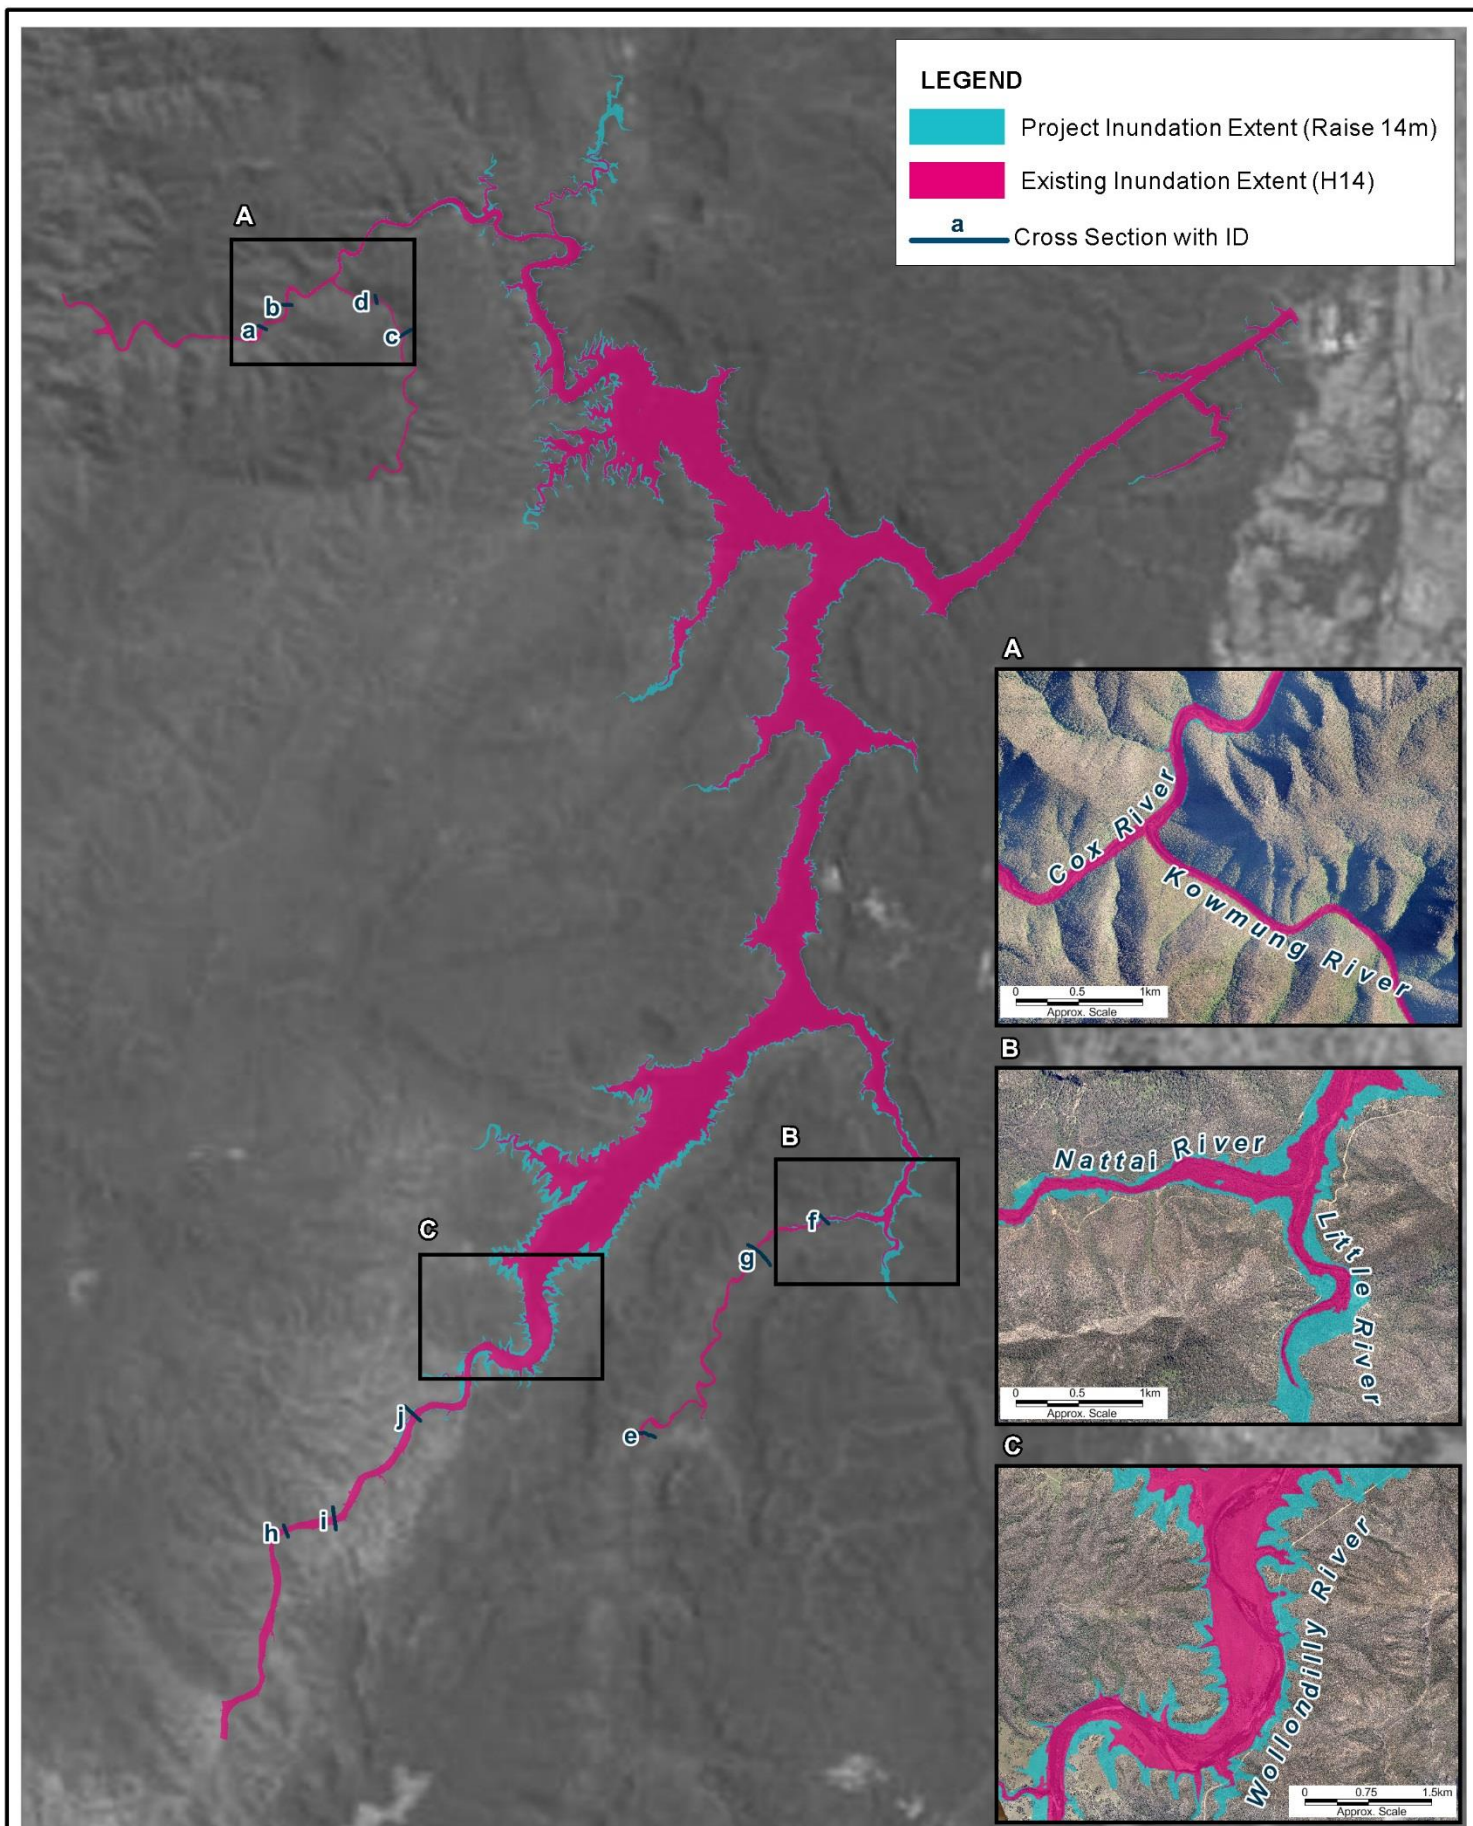 LEGEND
Project Inundation Extent (Raise 14m)
Existing Inundation Extent (H14)
a
Cross Section with ID
A
b
d
a
c
A
Cox River
Kowmung River
0 0.5 1km
Approx. Scale
B
Nattai River
Little River
0 0.5 1km
Approx. Scale
B
f
g
C
j
e
h
i
C
Wollondilly River
0 0.75 1.5km
Approx. Scale